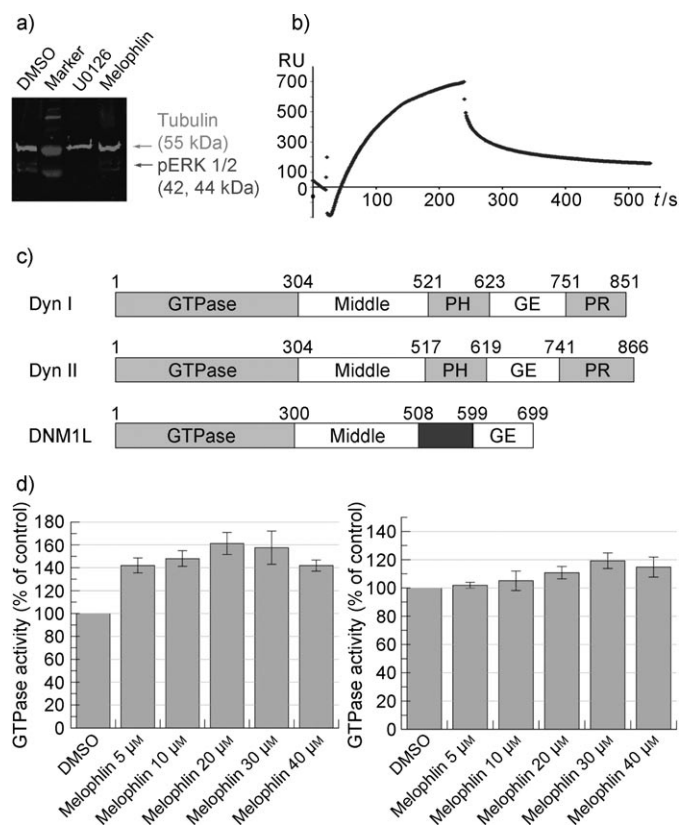 a)
DMSO
Marker
U0126
Melophlin
Tubulin
(55 kDa)
pERK 1/2
(42, 44 kDa)
b)
RU
700
500
300
100
0
100 200 300 400 500 t/s
c)
1 304 521 623 751 851
Dyn I GTPase Middle PH GE PR
1 304 517 619 741 866
Dyn II GTPase Middle PH GE PR
1 300 508 599 699
DNM1L GTPase Middle GE
d)
GTPase activity (% of control)
180
160
140
120
100
80
60
40
20
0
DMSO
Melophlin 5 μM
Melophlin 10 μM
Melophlin 20 μM
Melophlin 30 μM
Melophlin 40 μM
GTPase activity (% of control)
140
120
100
80
60
40
20
0
DMSO
Melophlin 5 μM
Melophlin 10 μM
Melophlin 20 μM
Melophlin 30 μM
Melophlin 40 μM